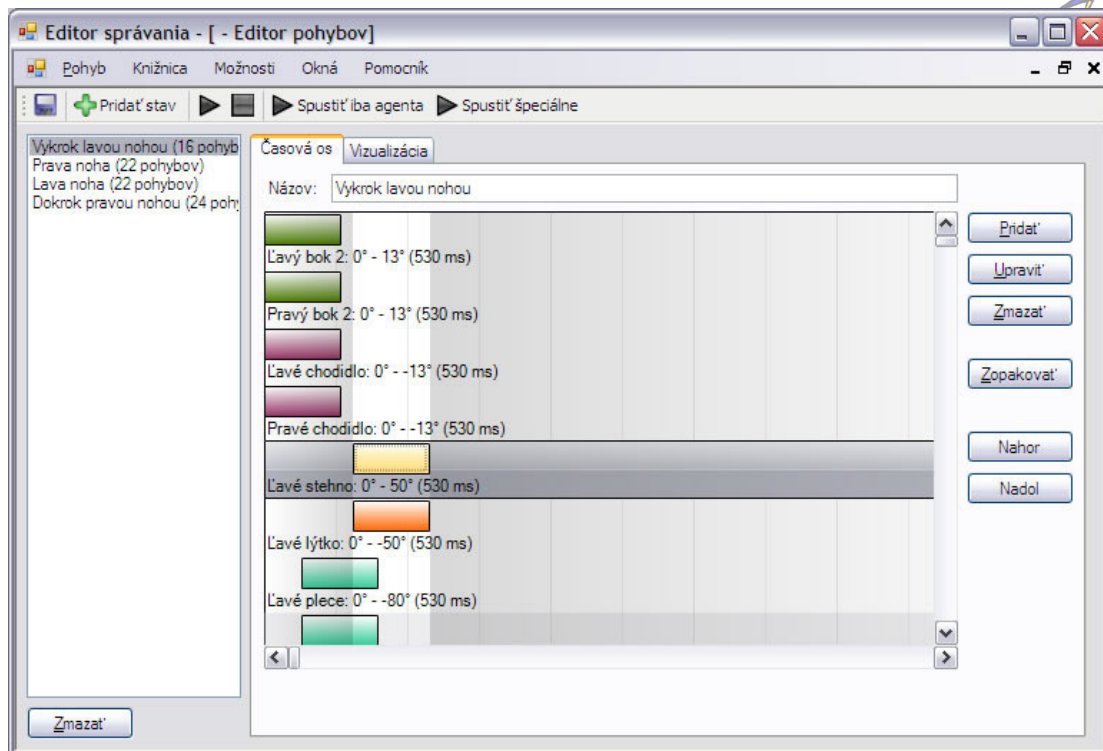 Editor správania - [ - Editor pohybov]
Pohyb Knižnica Možnosti Okná Pomocník
Pridať stav Spustiť iba agenta Spustiť špeciálne
Vykrok lavou nohou (16 pohyb
Prava noha (22 pohybov)
Lava noha (22 pohybov)
Dokrok pravou nohou (24 pohy
Zmazať
Časová os Vizualizácia
Názov: Vykrok lavou nohou
Ľavý bok 2: 0° - 13° (530 ms)
Pravý bok 2: 0° - 13° (530 ms)
Ľavé chodidlo: 0° - -13° (530 ms)
Pravé chodidlo: 0° - -13° (530 ms)
Ľavé stehno: 0° - 50° (530 ms)
Ľavé lýtko: 0° - -50° (530 ms)
Ľavé plece: 0° - -80° (530 ms)
Pridať
Upraviť
Zmazať
Zopakovať
Nahor
Nadol